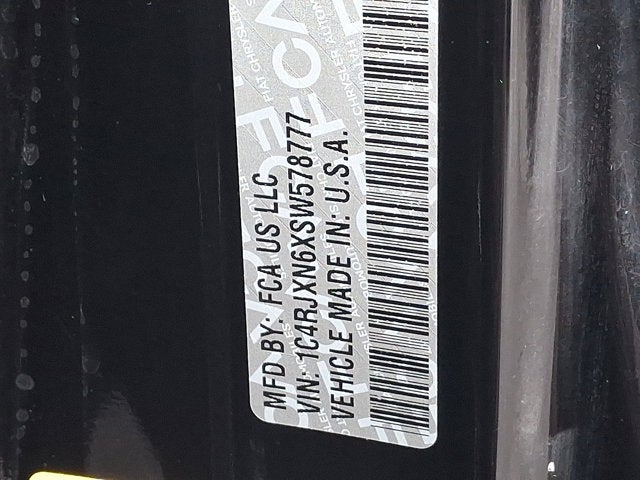 MFD BY: FCA US LLC
VIN: 1C4RJXN6XSW578777
VEHICLE MADE IN: U.S.A.